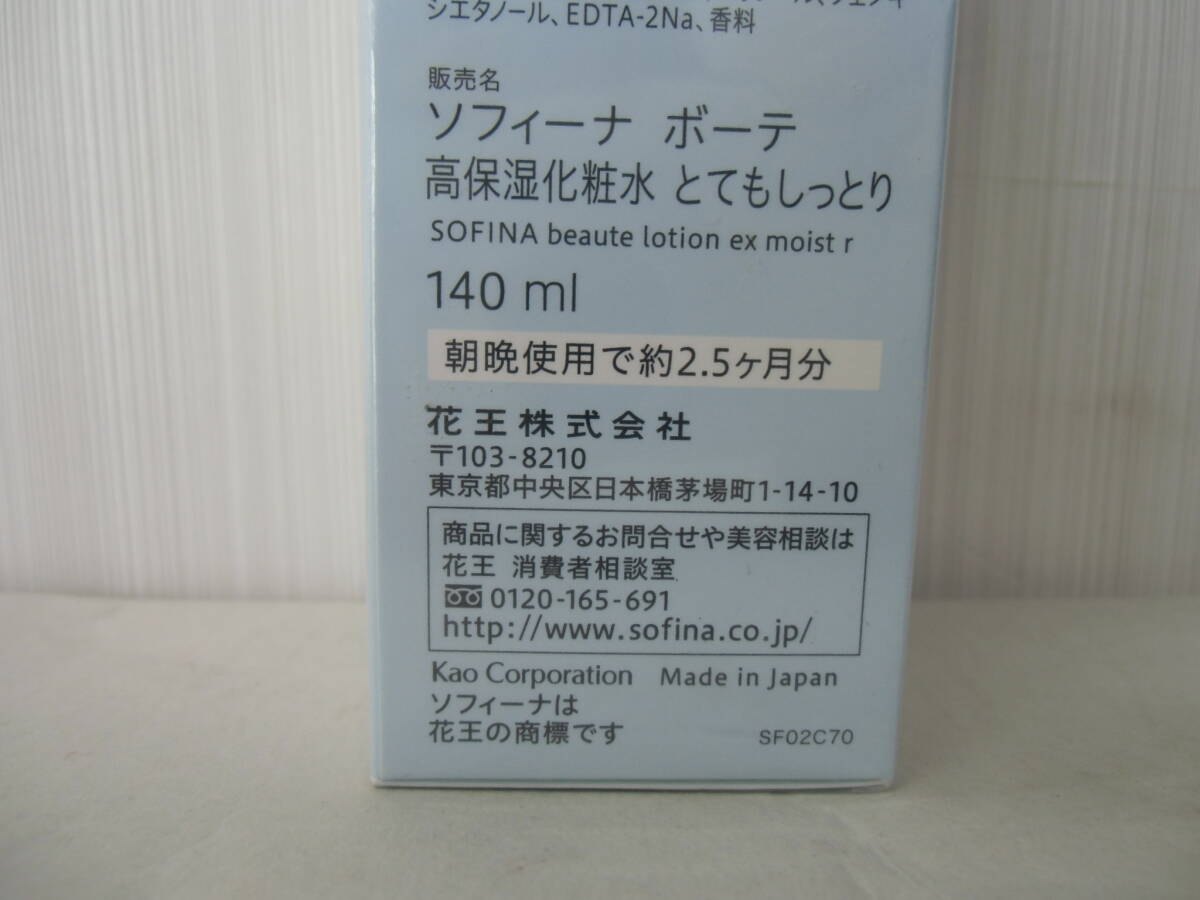 シエタノール、EDTA-2Na、香料
販売名
ソフィーナ ボーテ
高保湿化粧水 とてもしっとり
SOFINA beaute lotion ex moist r
140 ml
朝晩使用で約2.5ヶ月分
花王株式会社
〒103-8210
東京都中央区日本橋茅場町1-14-10
商品に関するお問合せや美容相談は
花王 消費者相談室
0120-165-691
http://www.sofina.co.jp/
Kao Corporation Made in Japan
ソフィーナは
花王の商標です
SF02C70